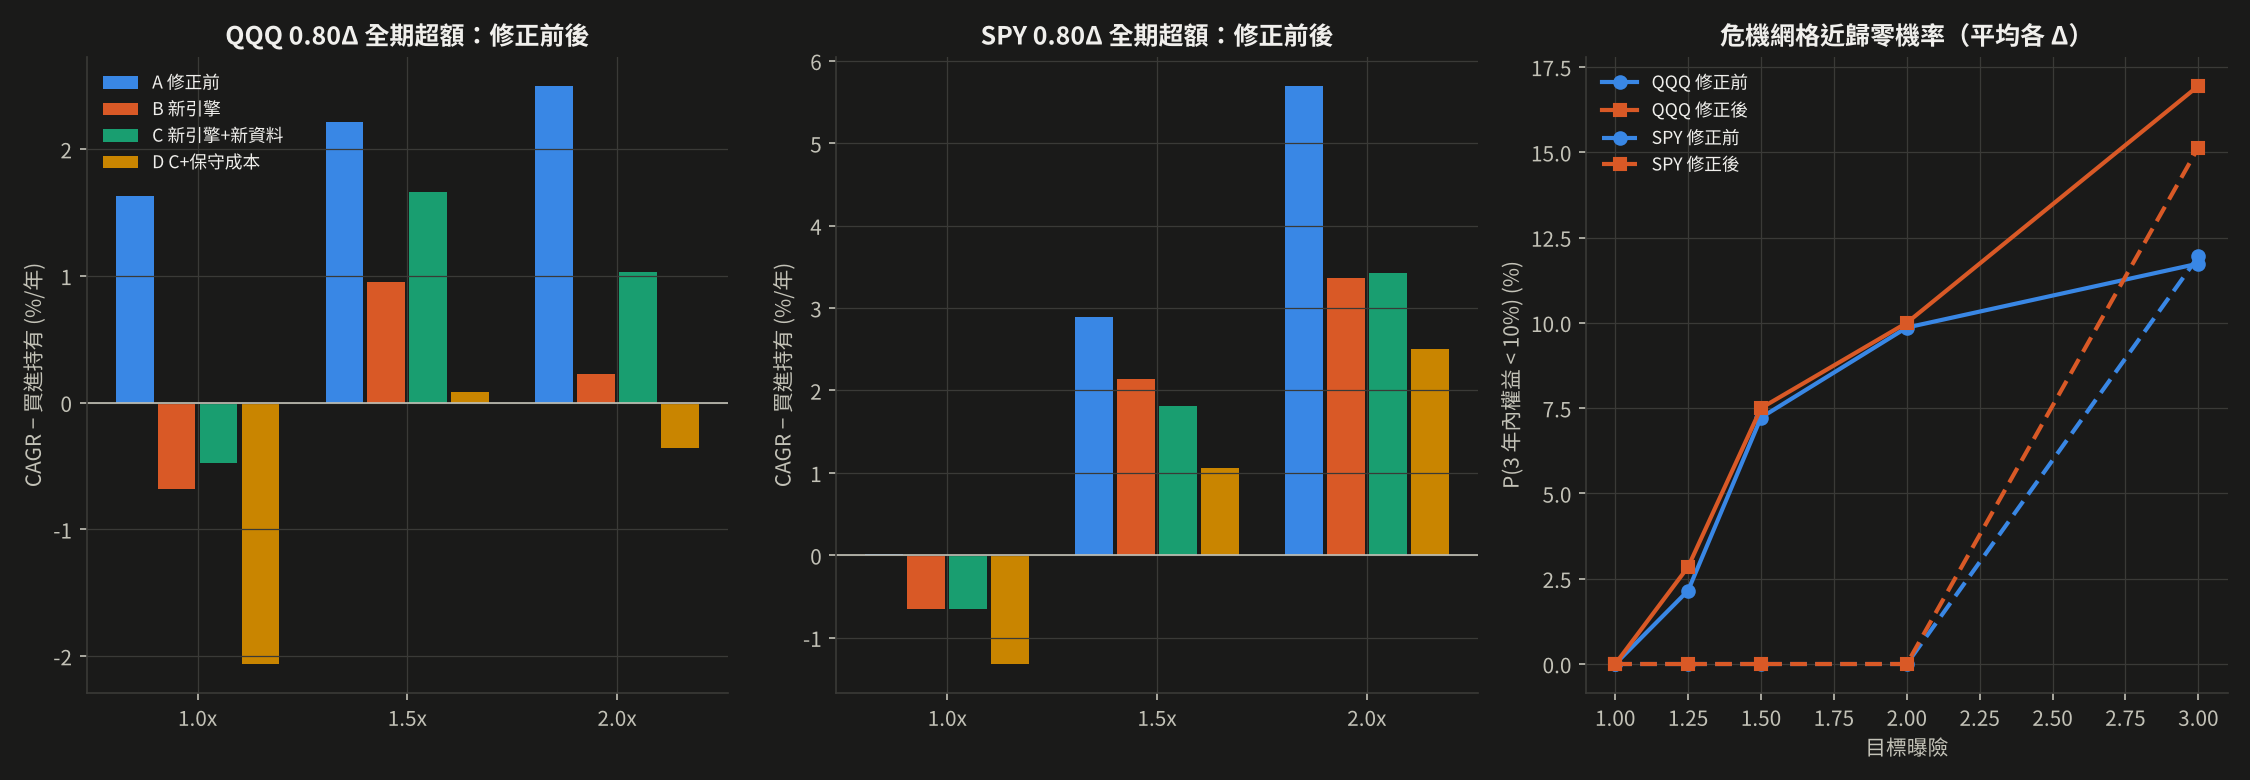 QQQ 0.80Δ 全期超額：修正前後
A 修正前
B 新引擎
C 新引擎+新資料
D C+保守成本
CAGR − 買進持有 (%/年)
2
1
0
-1
-2
1.0x
1.5x
2.0x
SPY 0.80Δ 全期超額：修正前後
CAGR − 買進持有 (%/年)
6
5
4
3
2
1
0
-1
1.0x
1.5x
2.0x
危機網格近歸零機率（平均各 Δ）
QQQ 修正前
QQQ 修正後
SPY 修正前
SPY 修正後
P(3 年內權益 < 10%) (%)
17.5
15.0
12.5
10.0
7.5
5.0
2.5
0.0
1.00
1.25
1.50
1.75
2.00
2.25
2.50
2.75
3.00
目標曝險